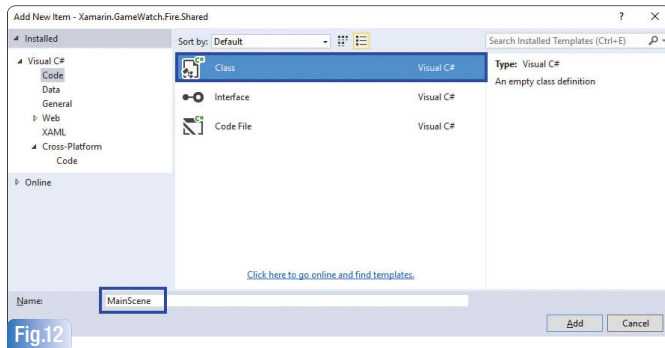 Add New Item - Xamarin.GameWatch.Fire.Shared
? X
Installed
Sort by: Default
Search Installed Templates (Ctrl+E)
Visual C#
Code
Data
General
Web
XAML
Cross-Platform
Code
Online
Class Visual C#
Interface Visual C#
Code File Visual C#
Type: Visual C#
An empty class definition
Click here to go online and find templates.
Name: MainScene
Add Cancel
Fig.12